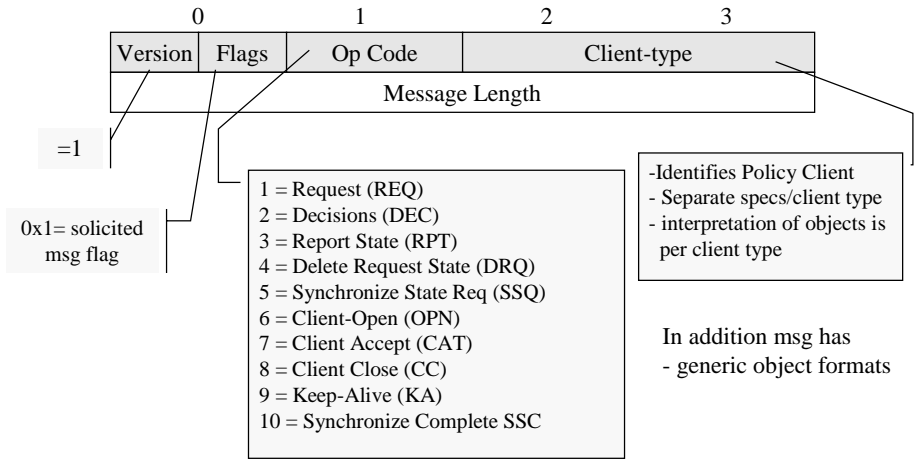 0 1 2 3
Version Flags Op Code Client-type
Message Length
=1
0x1= solicited
msg flag
1 = Request (REQ)
2 = Decisions (DEC)
3 = Report State (RPT)
4 = Delete Request State (DRQ)
5 = Synchronize State Req (SSQ)
6 = Client-Open (OPN)
7 = Client Accept (CAT)
8 = Client Close (CC)
9 = Keep-Alive (KA)
10 = Synchronize Complete SSC
-Identifies Policy Client
- Separate specs/client type
- interpretation of objects is
per client type
In addition msg has
- generic object formats